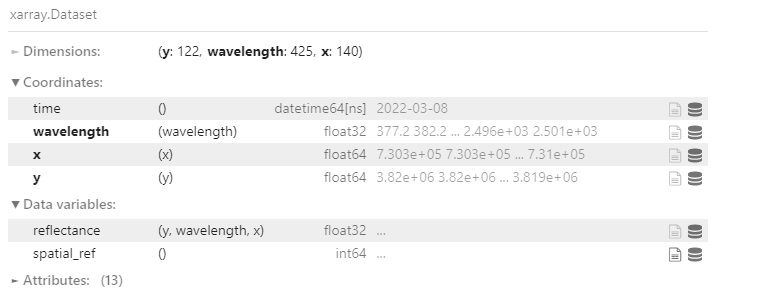 xarray.Dataset
► Dimensions: (y: 122, wavelength: 425, x: 140)
▼ Coordinates:
time () datetime64[ns] 2022-03-08
wavelength (wavelength) float32 377.2 382.2 ... 2.496e+03 2.501e+03
x (x) float64 7.303e+05 7.303e+05 ... 7.31e+05
y (y) float64 3.82e+06 3.82e+06 ... 3.819e+06
▼ Data variables:
reflectance (y, wavelength, x) float32 ...
spatial_ref () int64 ...
► Attributes: (13)